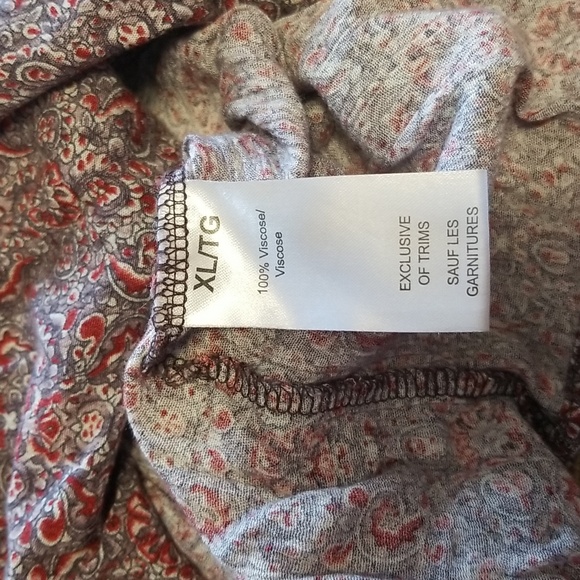 XL/TG
100% Viscose/
Viscose
EXCLUSIVE
OF TRIMS
SAUF LES
GARNITURES